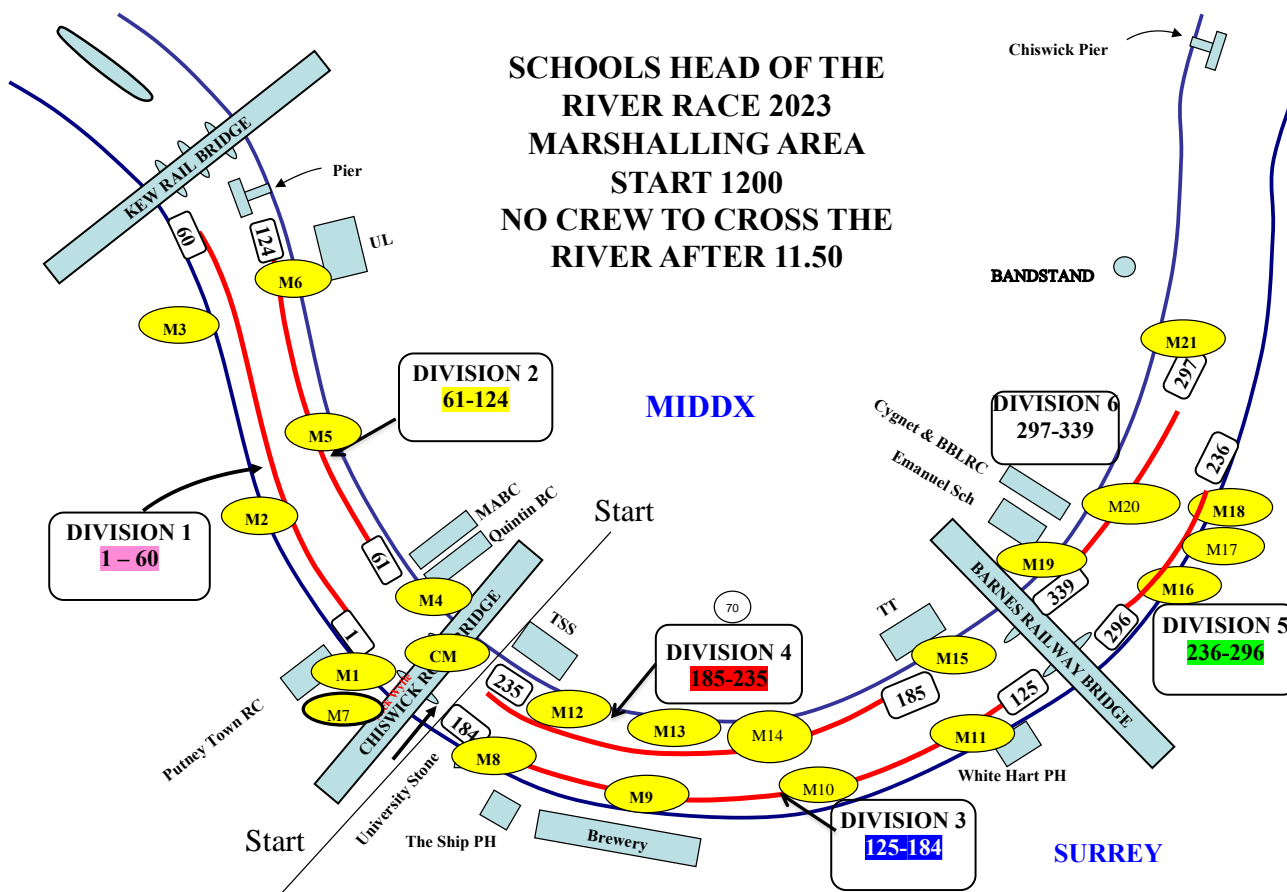 SCHOOLS HEAD OF THE
RIVER RACE 2023
MARSHALLING AREA
START 1200
NO CREW TO CROSS THE
RIVER AFTER 11.50
Chiswick Pier
KEW RAIL BRIDGE
Pier
UL
60
124
M6
M3
BANDSTAND
M21
297
DIVISION 2
61-124
MIDDX
DIVISION 6
297-339
Cygnet & BBLRC
Emanuel Sch
M5
236
M2
MABC
Quintin BC
Start
M20
M18
M17
DIVISION 1
1 – 60
61
M4
M19
339
M16
BARNES RAILWAY BRIDGE
1
70
TT
296
DIVISION 5
236-296
CM
TSS
DIVISION 4
185-235
M15
M1
M7
Putney Town RC
CHISWICK BRIDGE
235
M12
M13
M14
185
125
184
M8
M11
White Hart PH
University Stone
M9
M10
Start
The Ship PH
Brewery
DIVISION 3
125-184
SURREY